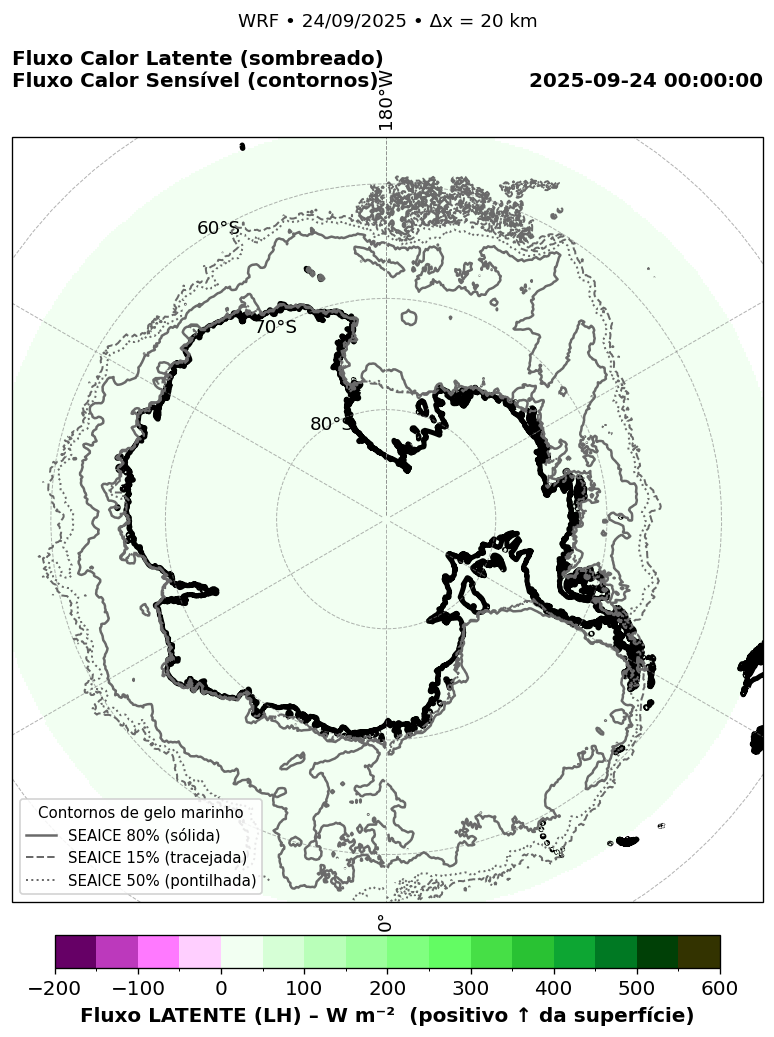 WRF • 24/09/2025 • Δx = 20 km
Fluxo Calor Latente (sombreado)
Fluxo Calor Sensível (contornos)
2025-09-24 00:00:00
180°W
60°S
70°S
80°S
Contornos de gelo marinho
SEAICE 80% (sólida)
SEAICE 15% (tracejada)
SEAICE 50% (pontilhada)
0°
−200 −100 0 100 200 300 400 500 600
Fluxo LATENTE (LH) – W m⁻² (positivo ↑ da superfície)